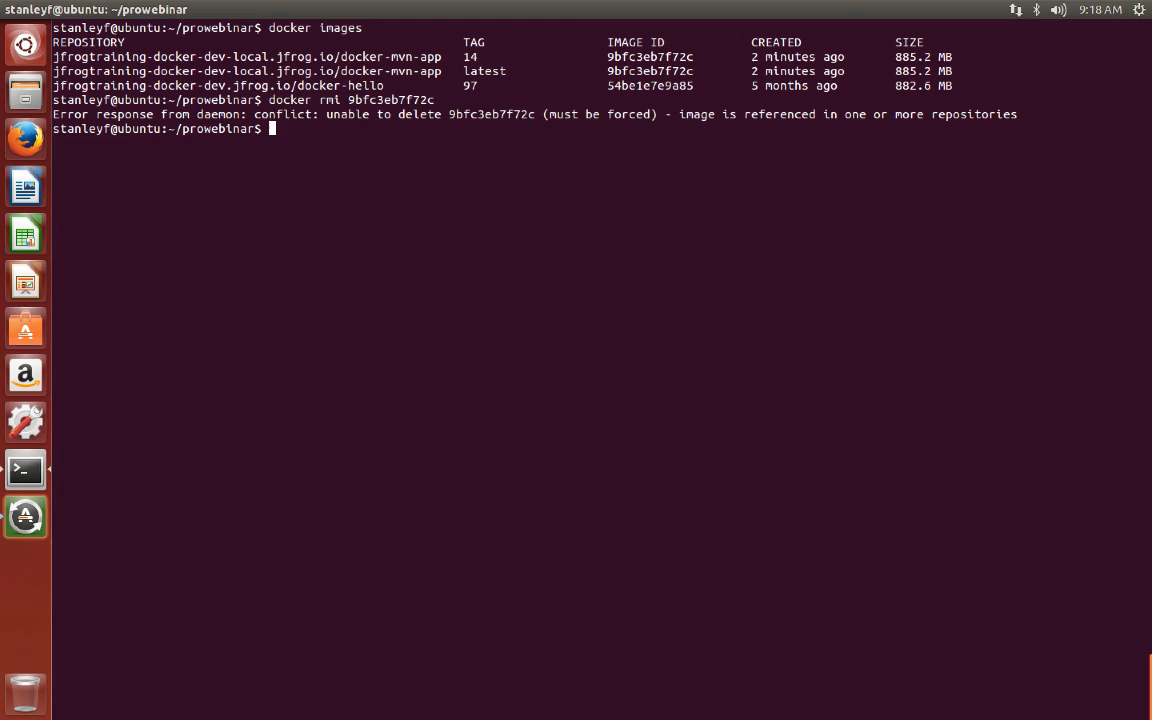 stanleyf@ubuntu: ~/prowebinar
9:18 AM
stanleyf@ubuntu:~/prowebinar$ docker images
REPOSITORY TAG IMAGE ID CREATED SIZE
jfrogtraining-docker-dev-local.jfrog.io/docker-mvn-app 14 9bfc3eb7f72c 2 minutes ago 885.2 MB
jfrogtraining-docker-dev-local.jfrog.io/docker-mvn-app latest 9bfc3eb7f72c 2 minutes ago 885.2 MB
jfrogtraining-docker-dev.jfrog.io/docker-hello 97 54be1e7e9a85 5 months ago 882.6 MB
stanleyf@ubuntu:~/prowebinar$ docker rmi 9bfc3eb7f72c
Error response from daemon: conflict: unable to delete 9bfc3eb7f72c (must be forced) - image is referenced in one or more repositories
stanleyf@ubuntu:~/prowebinar$